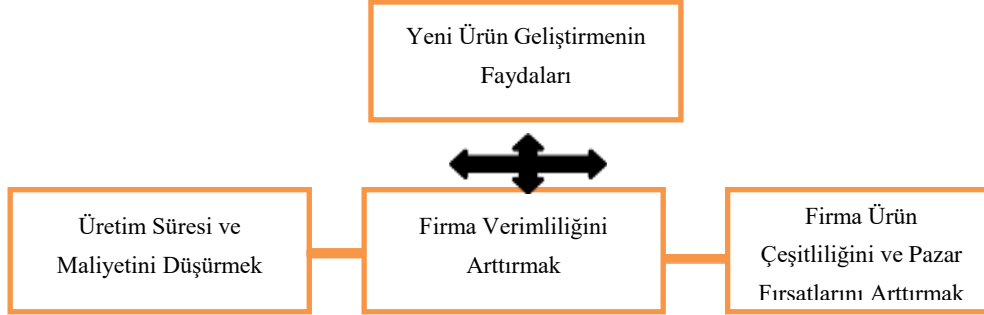 Yeni Ürün Geliştirmenin
Faydaları
Üretim Süresi ve
Maliyetini Düşürmek
Firma Verimliliğini
Arttırmak
Firma Ürün
Çeşitliliğini ve Pazar
Fırsatlarını Arttırmak